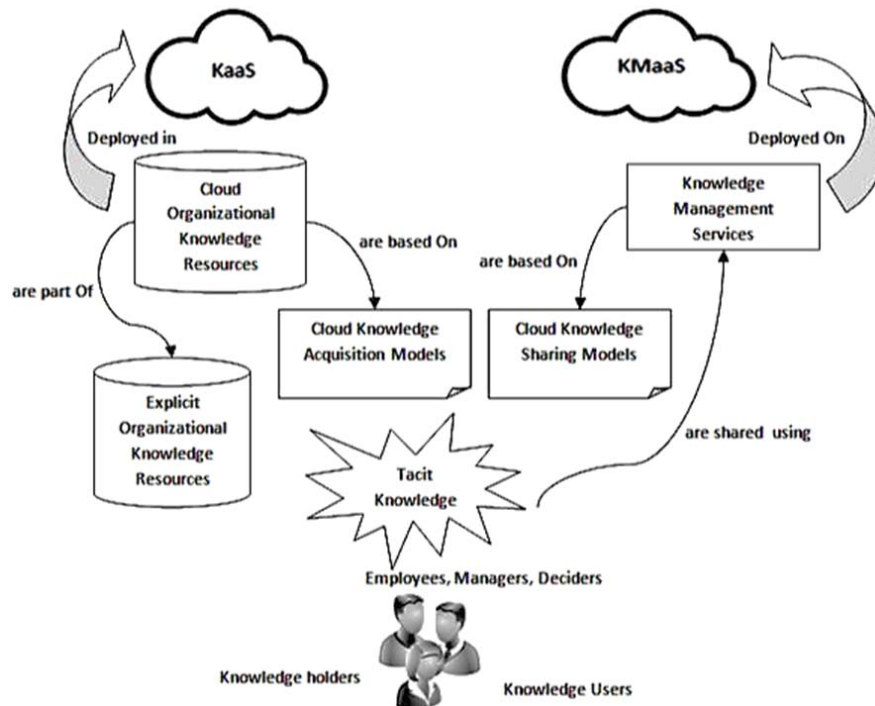 KaaS
KMaaS
Deployed in
Deployed On
Cloud
Organizational
Knowledge
Resources
Knowledge
Management
Services
are based On
are based On
are part Of
Cloud Knowledge
Acquisition Models
Cloud Knowledge
Sharing Models
Explicit
Organizational
Knowledge
Resources
are shared using
Tacit
Knowledge
Employees, Managers, Deciders
Knowledge holders
Knowledge Users